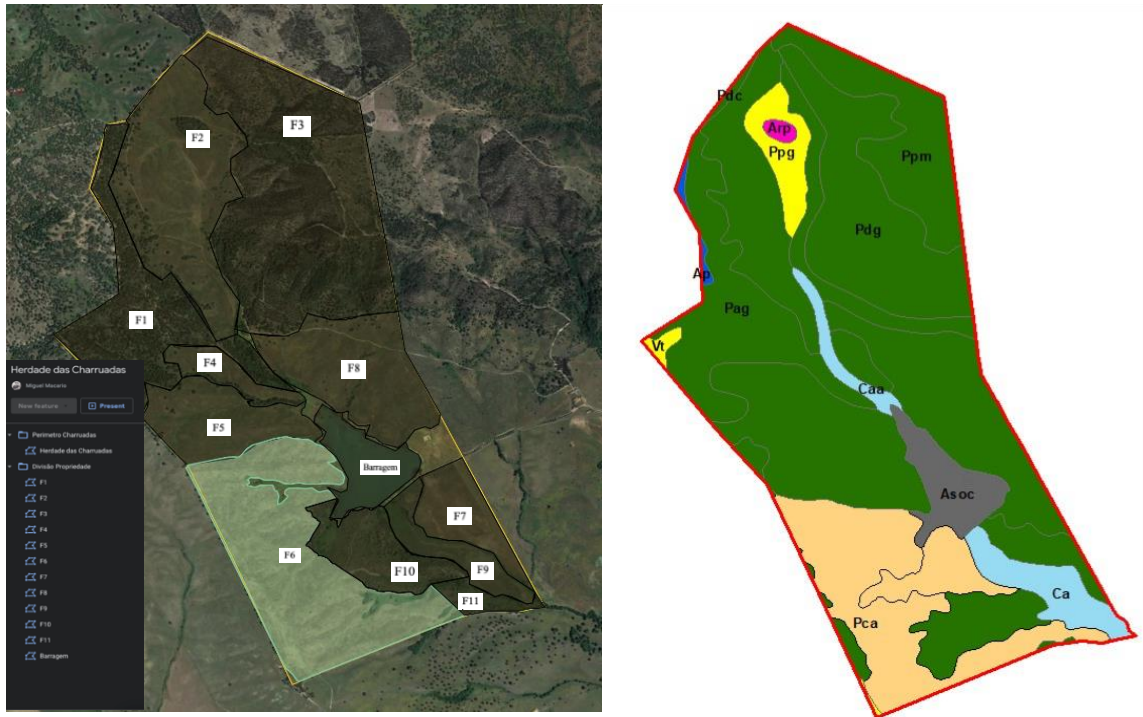 F3
F2
F1
F4
F8
F5
Barragem
F7
F6
F10
F9
F11
Herdade das Charruadas
Miguel Macario
New feature
Present
Perimetro Charruadas
Herdade das Charruadas
Divisão Propriedade
F1
F2
F3
F4
F5
F6
F7
F8
F9
F10
F11
Barragem
Pdc
Arp
Ppg
Ppm
Pdg
Ap
Pag
Vt
Caa
Asoc
Ca
Pca